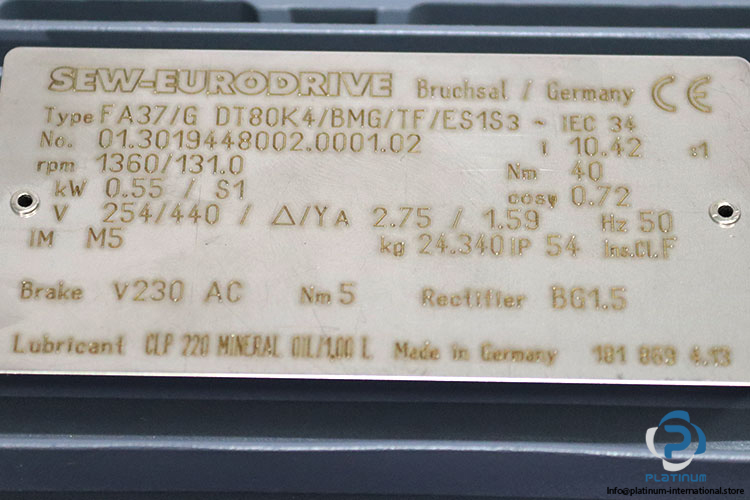 SEW-EURODRIVE Bruchsal / Germany CE
Type FA37/G DT80K4/BMG/TF/ES1S3 ~ IEC 34
No. 01.3019448002.0001.02 i 10.42 :1
rpm 1360/131.0 Nm 40
kW 0.55 / S1 cosφ 0.72
V 254/440 / Δ/Y A 2.75 / 1.59 Hz 50
IM M5 kg 24.340 IP 54 Ins.Cl.F
Brake V230 AC Nm 5 Rectifier BG1.5
Lubricant CLP 220 MINERAL OIL/1,00 L Made in Germany 181 4.13
PLATINUM
Info@platinum-international.store